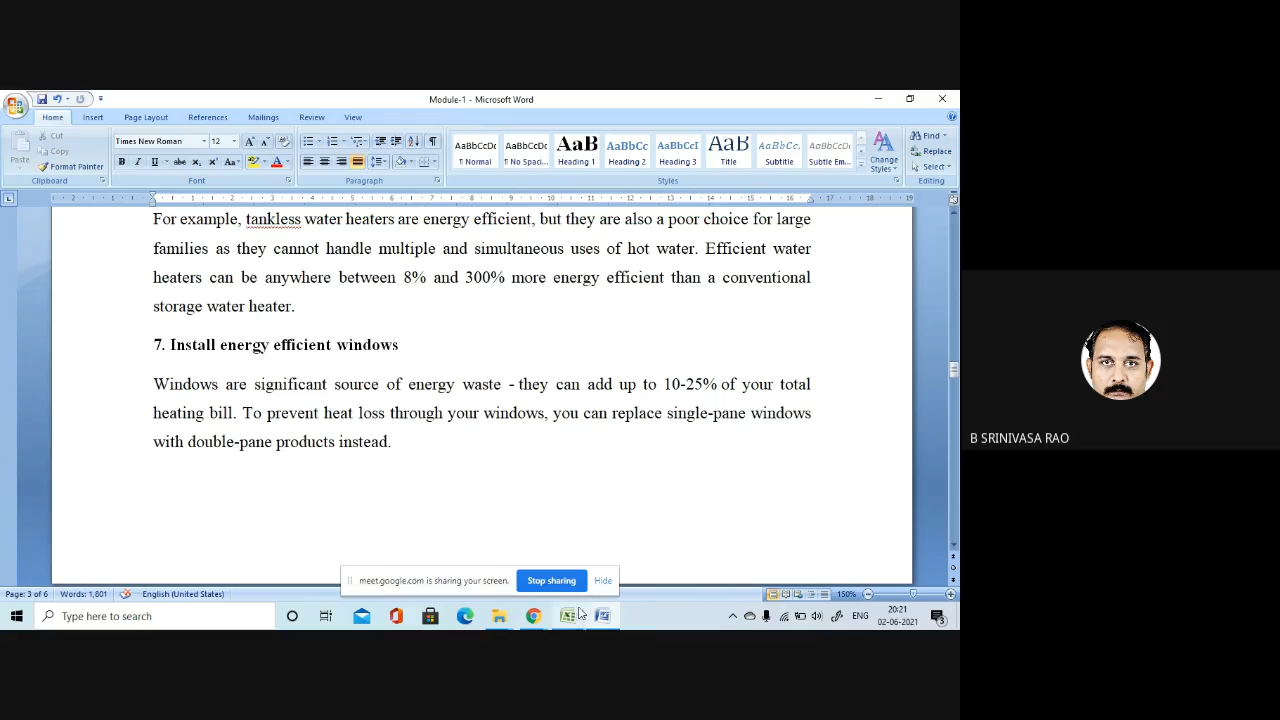 Module-1 - Microsoft Word
Home Insert Page Layout References Mailings Review View
Paste
Cut
Copy
Format Painter
Clipboard
Times New Roman 12
Font
Paragraph
AaBbCcDc AaBbCcDc AaB AaBbCc AaBbCcI AaB AaBbCcI AaBbCcDc
¶ Normal ¶ No Spaci... Heading 1 Heading 2 Heading 3 Title Subtitle Subtle Em...
Change Styles
Styles
Find
Replace
Select
Editing
For example, tankless water heaters are energy efficient, but they are also a poor choice for large
families as they cannot handle multiple and simultaneous uses of hot water. Efficient water
heaters can be anywhere between 8% and 300% more energy efficient than a conventional
storage water heater.
7. Install energy efficient windows
Windows are significant source of energy waste - they can add up to 10-25% of your total
heating bill. To prevent heat loss through your windows, you can replace single-pane windows
with double-pane products instead.
meet.google.com is sharing your screen. Stop sharing Hide
Page: 3 of 6 Words: 1,801 English (United States) 150%
Type here to search
ENG
20:21
02-06-2021
B SRINIVASA RAO